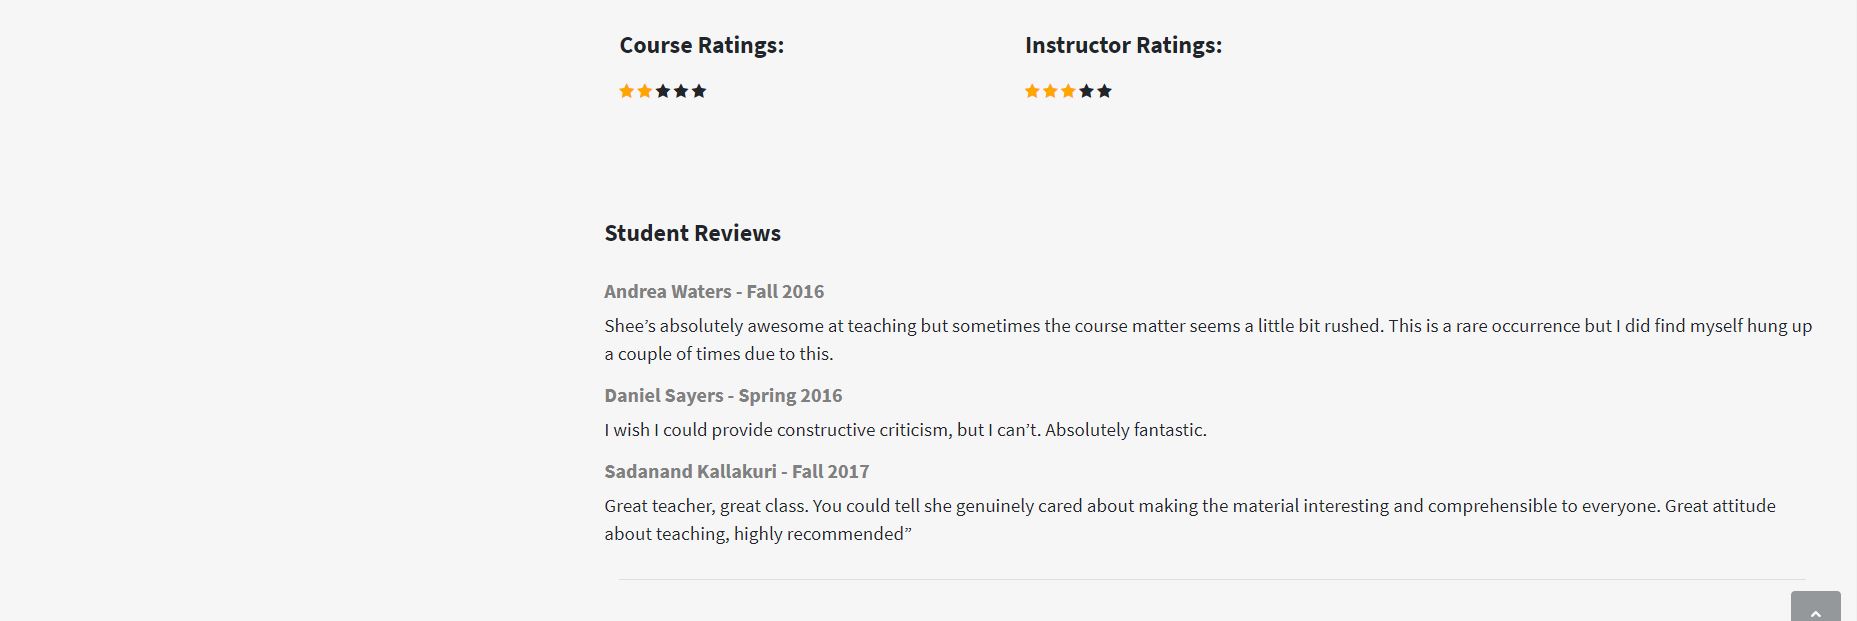 Course Ratings:
Instructor Ratings:
Student Reviews
Andrea Waters - Fall 2016
Shee’s absolutely awesome at teaching but sometimes the course matter seems a little bit rushed. This is a rare occurrence but I did find myself hung up
a couple of times due to this.
Daniel Sayers - Spring 2016
I wish I could provide constructive criticism, but I can’t. Absolutely fantastic.
Sadanand Kallakuri - Fall 2017
Great teacher, great class. You could tell she genuinely cared about making the material interesting and comprehensible to everyone. Great attitude
about teaching, highly recommended”